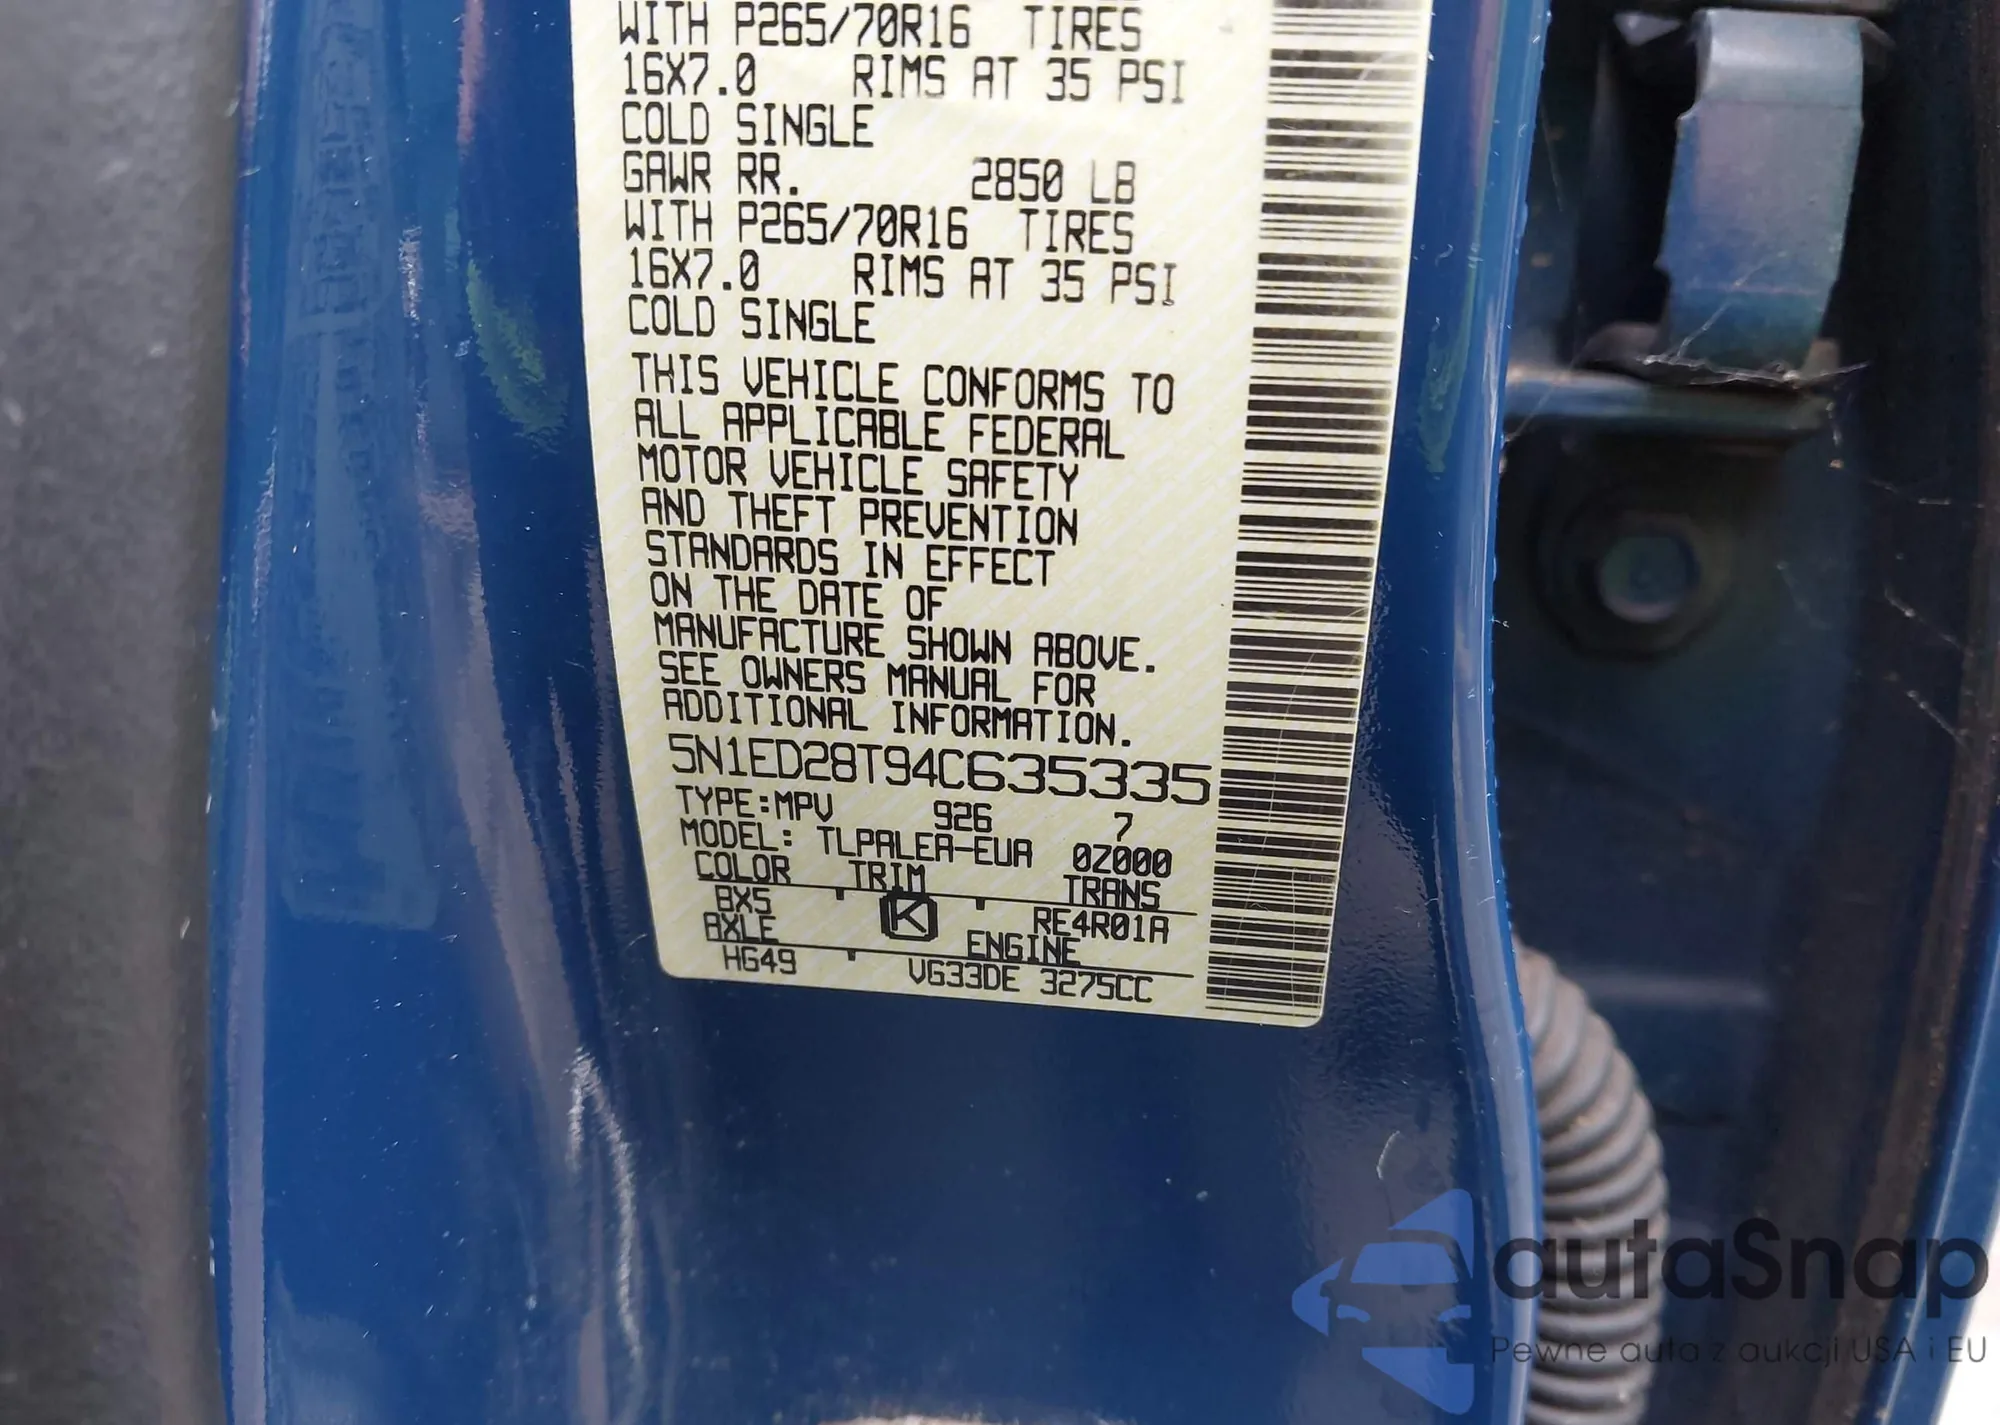 WITH P265/70R16 TIRES
16X7.0 RIMS AT 35 PSI
COLD SINGLE
GAWR RR. 2850 LB
WITH P265/70R16 TIRES
16X7.0 RIMS AT 35 PSI
COLD SINGLE
THIS VEHICLE CONFORMS TO
ALL APPLICABLE FEDERAL
MOTOR VEHICLE SAFETY
AND THEFT PREVENTION
STANDARDS IN EFFECT
ON THE DATE OF
MANUFACTURE SHOWN ABOVE.
SEE OWNERS MANUAL FOR
ADDITIONAL INFORMATION.
5N1ED28T94C635335
TYPE:MPV 926 7
MODEL: TLPALEA-EUA 0Z000
COLOR TRIM TRANS
BX5 K RE4R01A
AXLE ENGINE
HG49 VG33DE 3275CC
autaSnap
Pewne auta z aukcji USA i EU